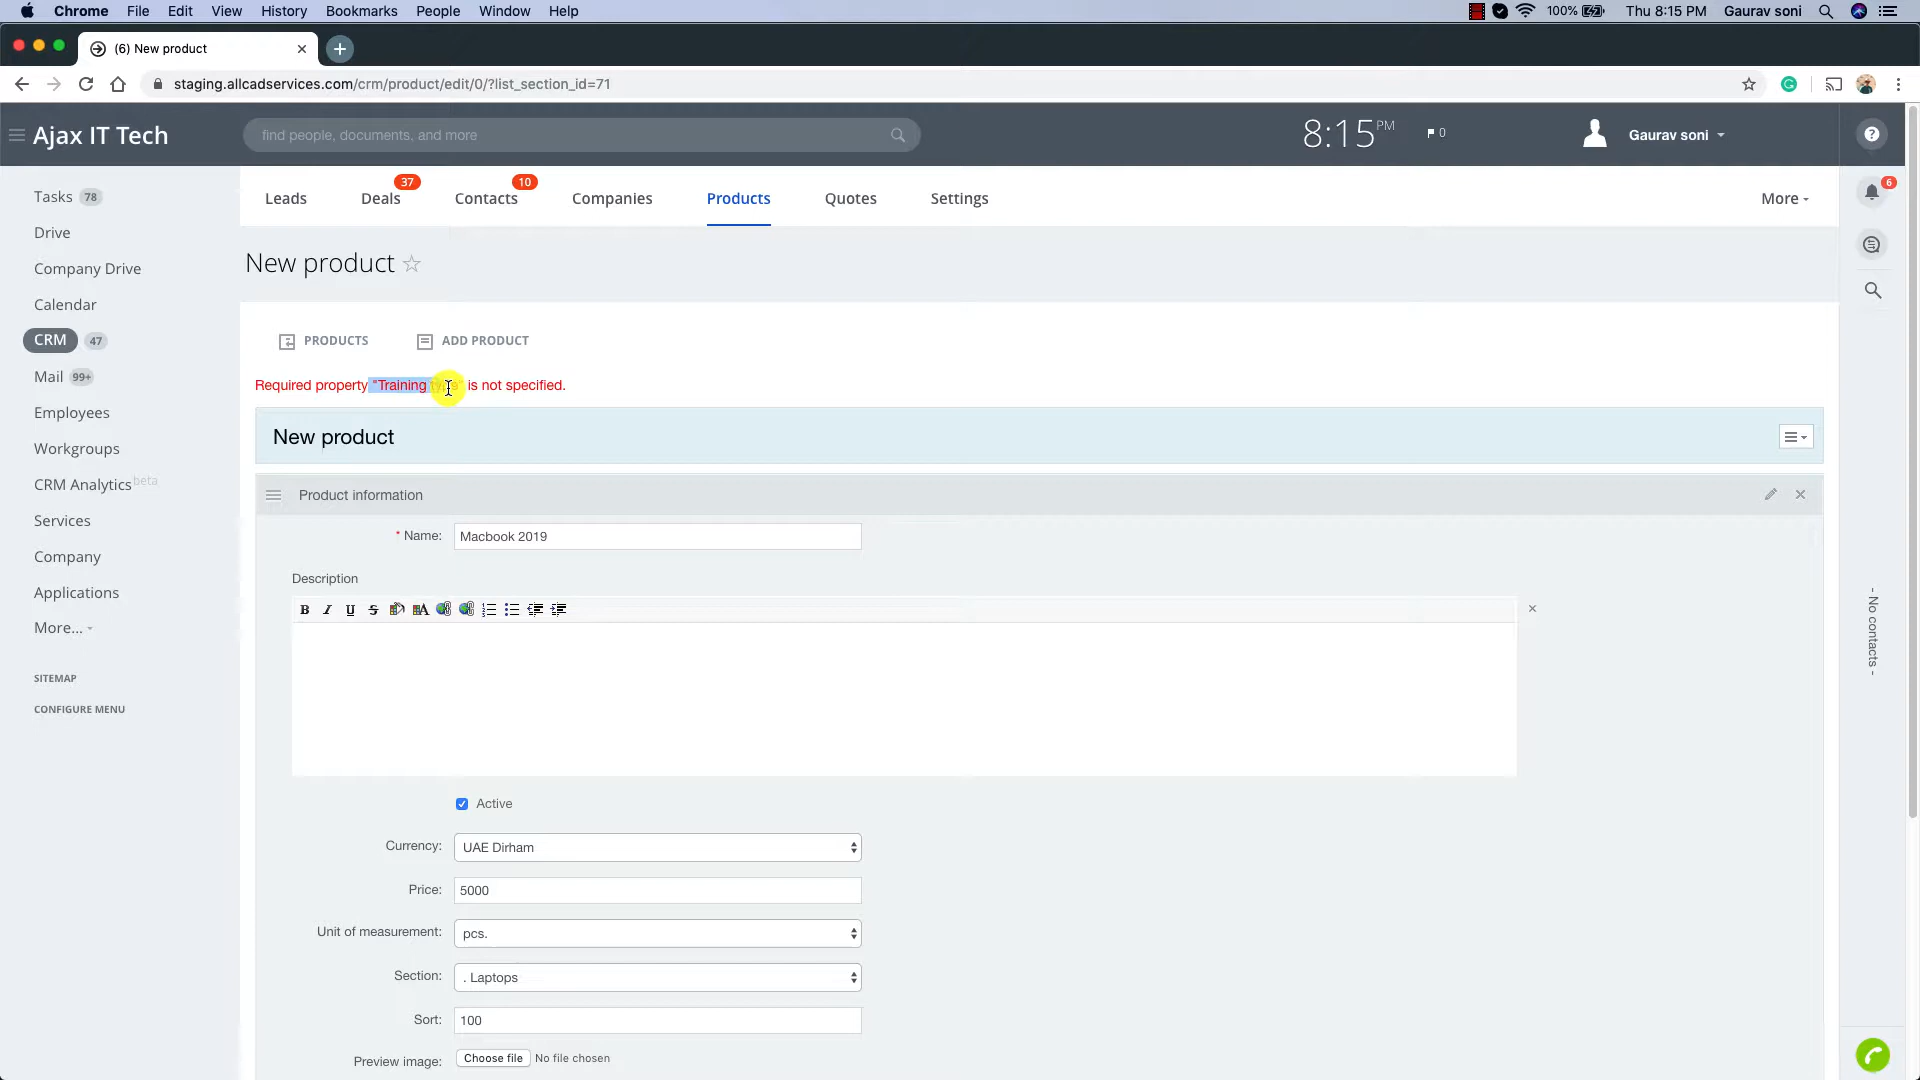 Chrome File Edit View History Bookmarks People Window Help 100% Thu 8:15 PM Gaurav soni
(6) New product
staging.allcadservices.com/crm/product/edit/0/?list_section_id=71
Ajax IT Tech find people, documents, and more 8:15 PM 0 Gaurav soni
Tasks 78
Drive
Company Drive
Calendar
CRM 47
Mail 99+
Employees
Workgroups
CRM Analytics beta
Services
Company
Applications
More...
SITEMAP
CONFIGURE MENU
Leads Deals 37 Contacts 10 Companies Products Quotes Settings More
6
New product
PRODUCTS ADD PRODUCT
Required property "Training type" is not specified.
New product
Product information
* Name: Macbook 2019
Description
B I U S
Active
Currency: UAE Dirham
Price: 5000
Unit of measurement: pcs.
Section: . Laptops
Sort: 100
Preview image: Choose file No file chosen
- No contacts -